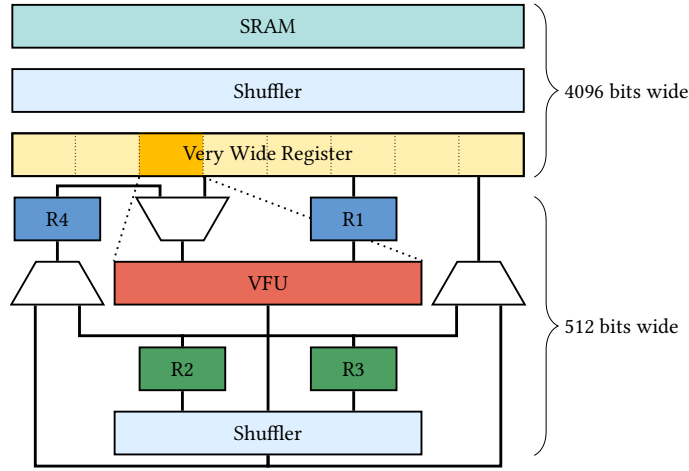 SRAM
Shuffler
4096 bits wide
Very Wide Register
R4
R1
VFU
512 bits wide
R2
R3
Shuffler